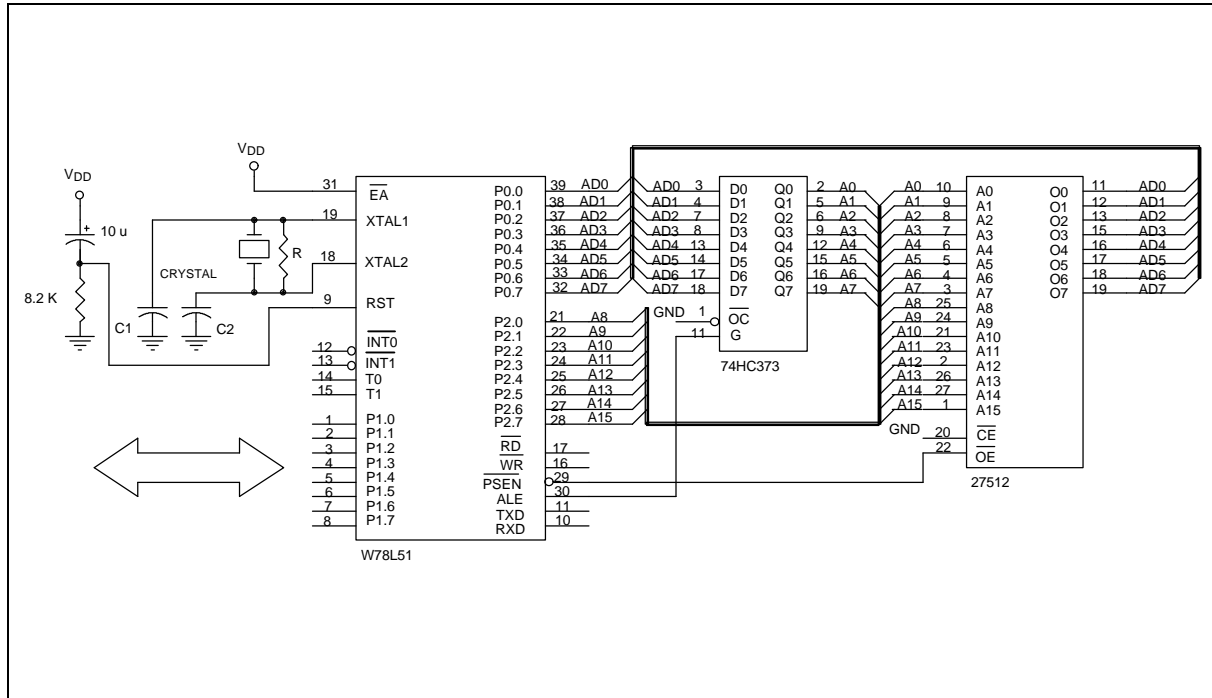 VDD
10 u
8.2 K
VDD
CRYSTAL
R
C1
C2
31
19
18
9
12
13
14
15
1
2
3
4
5
6
7
8
EA
XTAL1
XTAL2
RST
INT0
INT1
T0
T1
P1.0
P1.1
P1.2
P1.3
P1.4
P1.5
P1.6
P1.7
P0.0 39 AD0
P0.1 38 AD1
P0.2 37 AD2
P0.3 36 AD3
P0.4 35 AD4
P0.5 34 AD5
P0.6 33 AD6
P0.7 32 AD7
P2.0 21 A8
P2.1 22 A9
P2.2 23 A10
P2.3 24 A11
P2.4 25 A12
P2.5 26 A13
P2.6 27 A14
P2.7 28 A15
RD 17
WR 16
PSEN 29
ALE 30
TXD 11
RXD 10
W78L51
AD0 3 D0 Q0 2 A0
AD1 4 D1 Q1 5 A1
AD2 7 D2 Q2 6 A2
AD3 8 D3 Q3 9 A3
AD4 13 D4 Q4 12 A4
AD5 14 D5 Q5 15 A5
AD6 17 D6 Q6 16 A6
AD7 18 D7 Q7 19 A7
GND 1 OC
11 G
74HC373
A0 10 A0 O0 11 AD0
A1 9 A1 O1 12 AD1
A2 8 A2 O2 13 AD2
A3 7 A3 O3 15 AD3
A4 6 A4 O4 16 AD4
A5 5 A5 O5 17 AD5
A6 4 A6 O6 18 AD6
A7 3 A7 O7 19 AD7
A8 25 A8
A9 24 A9
A10 21 A10
A11 23 A11
A12 2 A12
A13 26 A13
A14 27 A14
A15 1 A15
GND 20 CE
22 OE
27512